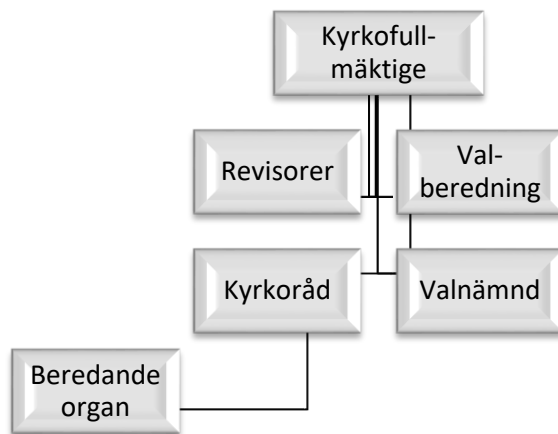 Kyrkofull-
mäktige
Revisorer
Val-
beredning
Kyrkoråd
Valnämnd
Beredande
organ